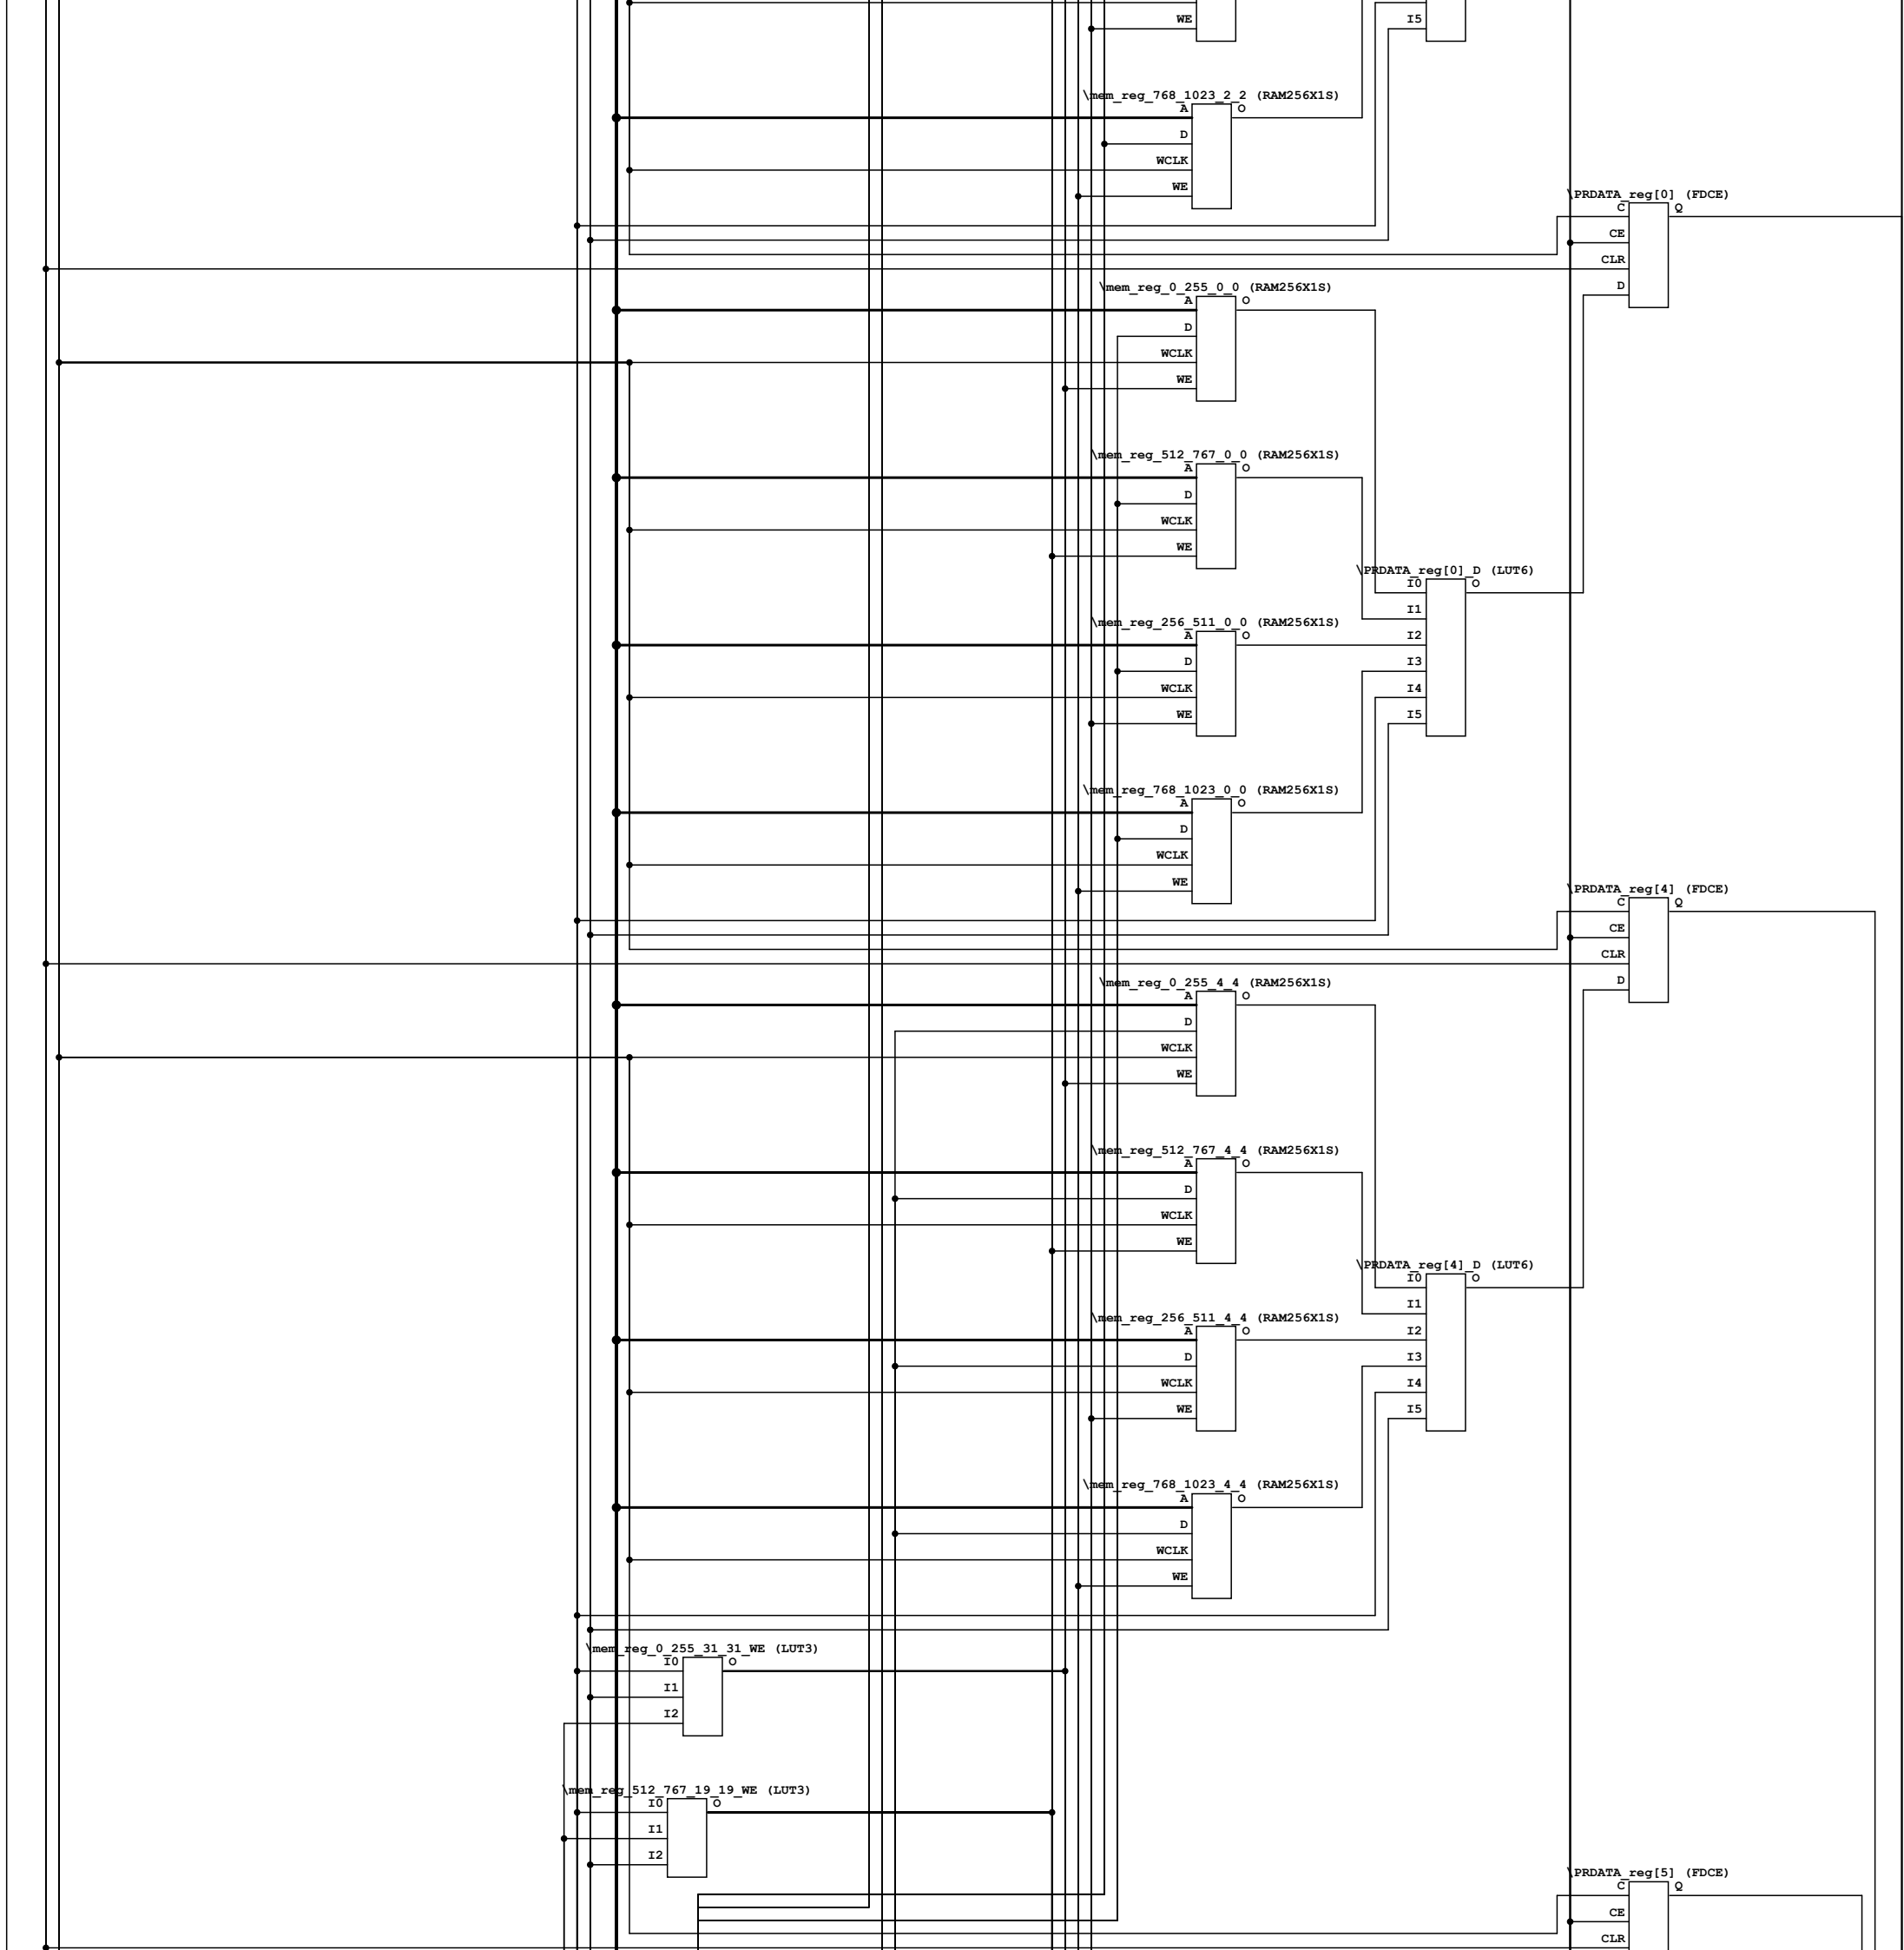 WE
I5
\mem_reg_768_1023_2_2 (RAM256X1S)
A O
D
WCLK
WE
\PRDATA_reg[0] (FDCE)
C Q
CE
CLR
D
\mem_reg_0_255_0_0 (RAM256X1S)
A O
D
WCLK
WE
\mem_reg_512_767_0_0 (RAM256X1S)
A O
D
WCLK
WE
\PRDATA_reg[0]_D (LUT6)
I0 O
I1
I2
I3
I4
I5
\mem_reg_256_511_0_0 (RAM256X1S)
A O
D
WCLK
WE
\mem_reg_768_1023_0_0 (RAM256X1S)
A O
D
WCLK
WE
\PRDATA_reg[4] (FDCE)
C Q
CE
CLR
D
\mem_reg_0_255_4_4 (RAM256X1S)
A O
D
WCLK
WE
\mem_reg_512_767_4_4 (RAM256X1S)
A O
D
WCLK
WE
\PRDATA_reg[4]_D (LUT6)
I0 O
I1
I2
I3
I4
I5
\mem_reg_256_511_4_4 (RAM256X1S)
A O
D
WCLK
WE
\mem_reg_768_1023_4_4 (RAM256X1S)
A O
D
WCLK
WE
\mem_reg_0_255_31_31_WE (LUT3)
I0 O
I1
I2
\mem_reg_512_767_19_19_WE (LUT3)
I0 O
I1
I2
\PRDATA_reg[5] (FDCE)
C Q
CE
CLR